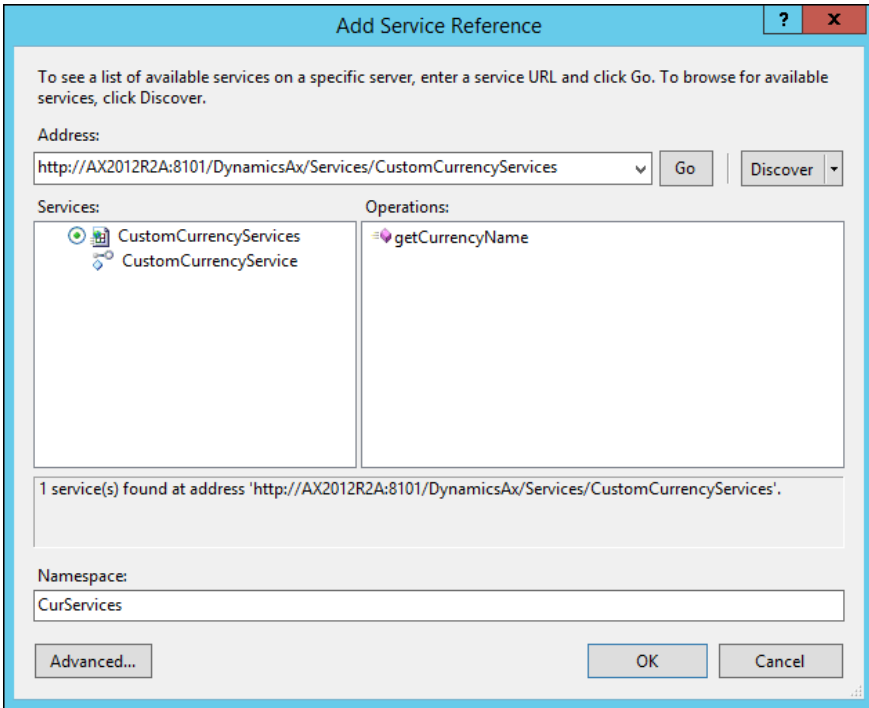 Add Service Reference
?
x
To see a list of available services on a specific server, enter a service URL and click Go. To browse for available
services, click Discover.
Address:
http://AX2012R2A:8101/DynamicsAx/Services/CustomCurrencyServices
Go
Discover
Services:
Operations:
CustomCurrencyServices
getCurrencyName
CustomCurrencyService
1 service(s) found at address 'http://AX2012R2A:8101/DynamicsAx/Services/CustomCurrencyServices'.
Namespace:
CurServices
Advanced...
OK
Cancel